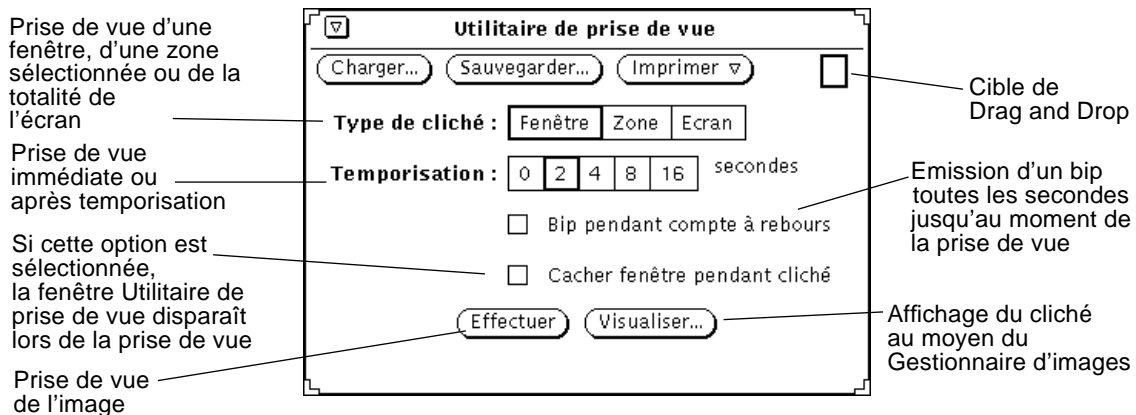 Prise de vue d'une
fenêtre, d'une zone
sélectionnée ou de la
totalité de
l'écran
Prise de vue
immédiate ou
après temporisation
Si cette option est
sélectionnée,
la fenêtre Utilitaire de
prise de vue disparaît
lors de la prise de vue
Prise de vue
de l'image
Utilitaire de prise de vue
Charger... Sauvegarder... Imprimer
Type de cliché : Fenêtre Zone Ecran
Temporisation : 0 2 4 8 16 secondes
Bip pendant compte à rebours
Cacher fenêtre pendant cliché
Effectuer Visualiser...
Cible de
Drag and Drop
Emission d'un bip
toutes les secondes
jusqu'au moment de
la prise de vue
Affichage du cliché
au moyen du
Gestionnaire d'images